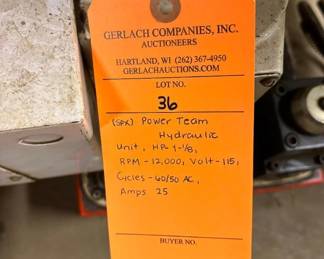 GERLACH COMPANIES, INC.
AUCTIONEERS
HARTLAND, WI (262) 367-4950
GERLACHAUCTIONS.COM
LOT NO.
36
(SPX) Power Team
Hydraulic
Unit, HP- 1-1/8,
RPM - 12,000, Volt - 115,
Cycles - 60/50 AC,
Amps 25
BUYER NO.